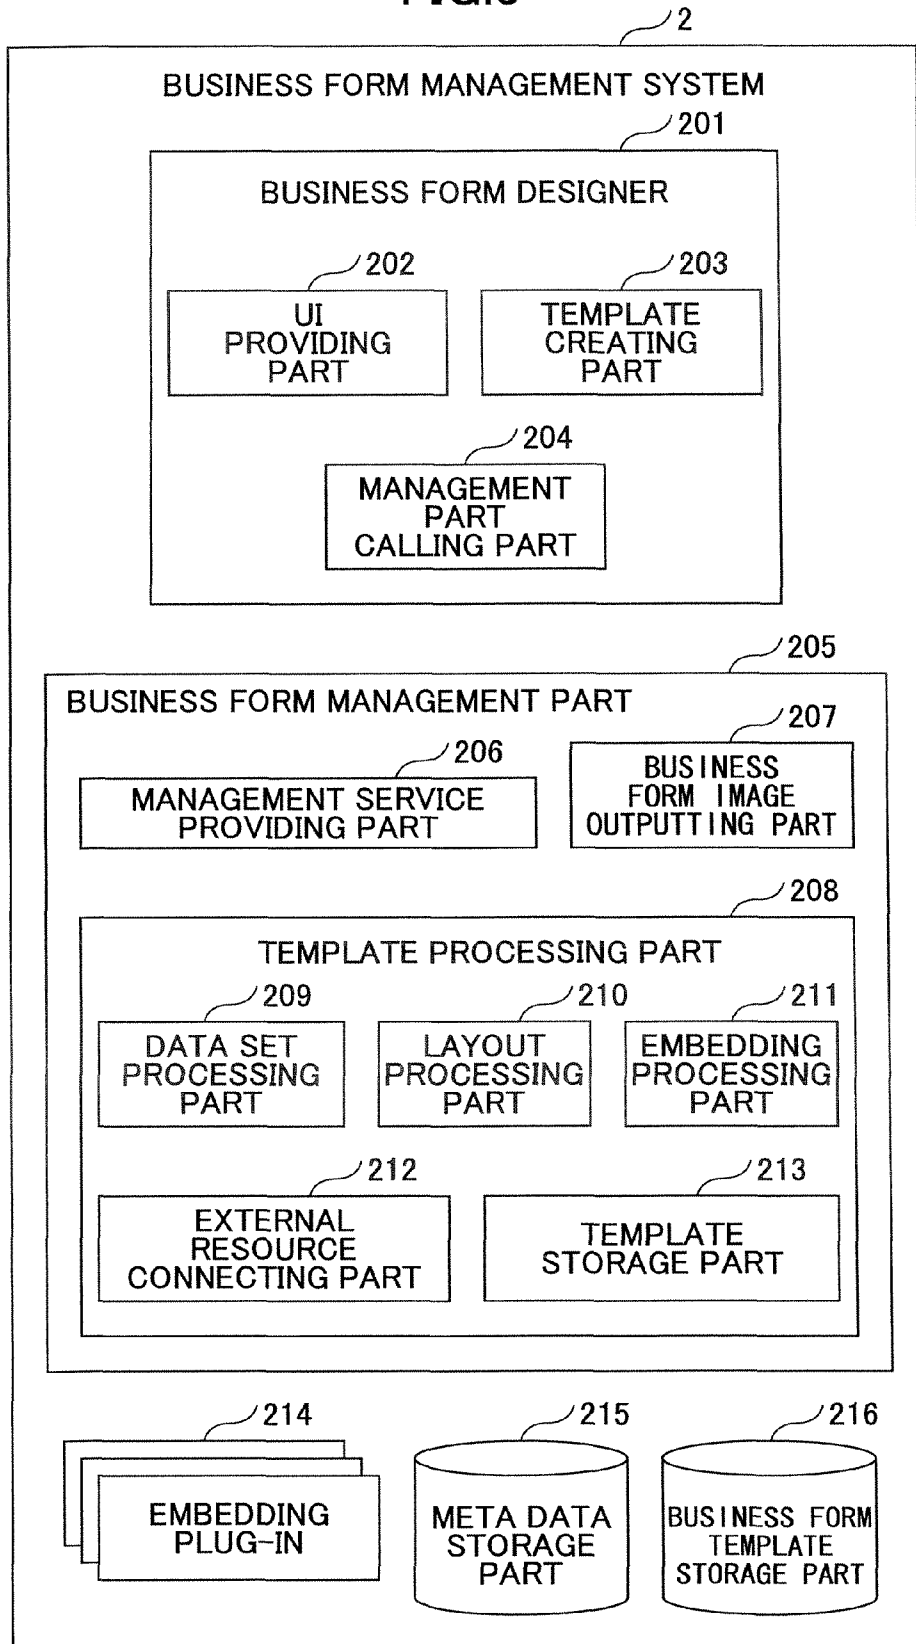 2
BUSINESS FORM MANAGEMENT SYSTEM
201
BUSINESS FORM DESIGNER
202
203
UI
PROVIDING
PART
TEMPLATE
CREATING
PART
204
MANAGEMENT
PART
CALLING PART
205
BUSINESS FORM MANAGEMENT PART
206
207
MANAGEMENT SERVICE
PROVIDING PART
BUSINESS
FORM IMAGE
OUTPUTTING PART
208
TEMPLATE PROCESSING PART
209
210
211
DATA SET
PROCESSING
PART
LAYOUT
PROCESSING
PART
EMBEDDING
PROCESSING
PART
212
213
EXTERNAL
RESOURCE
CONNECTING PART
TEMPLATE
STORAGE PART
214
215
216
EMBEDDING
PLUG-IN
META DATA
STORAGE
PART
BUSINESS FORM
TEMPLATE
STORAGE PART